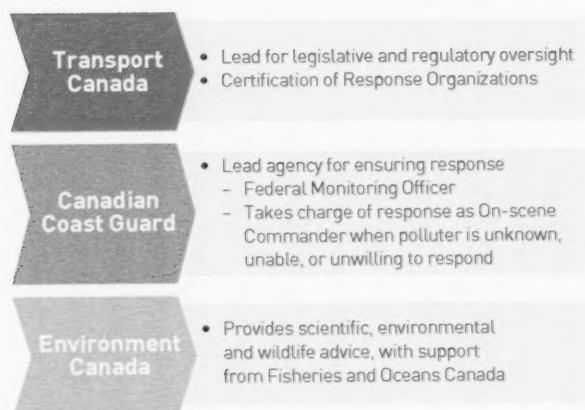 Transport
Canada
• Lead for legislative and regulatory oversight
• Certification of Response Organizations
Canadian
Coast Guard
• Lead agency for ensuring response
– Federal Monitoring Officer
– Takes charge of response as On-scene
Commander when polluter is unknown,
unable, or unwilling to respond
Environment
Canada
• Provides scientific, environmental
and wildlife advice, with support
from Fisheries and Oceans Canada